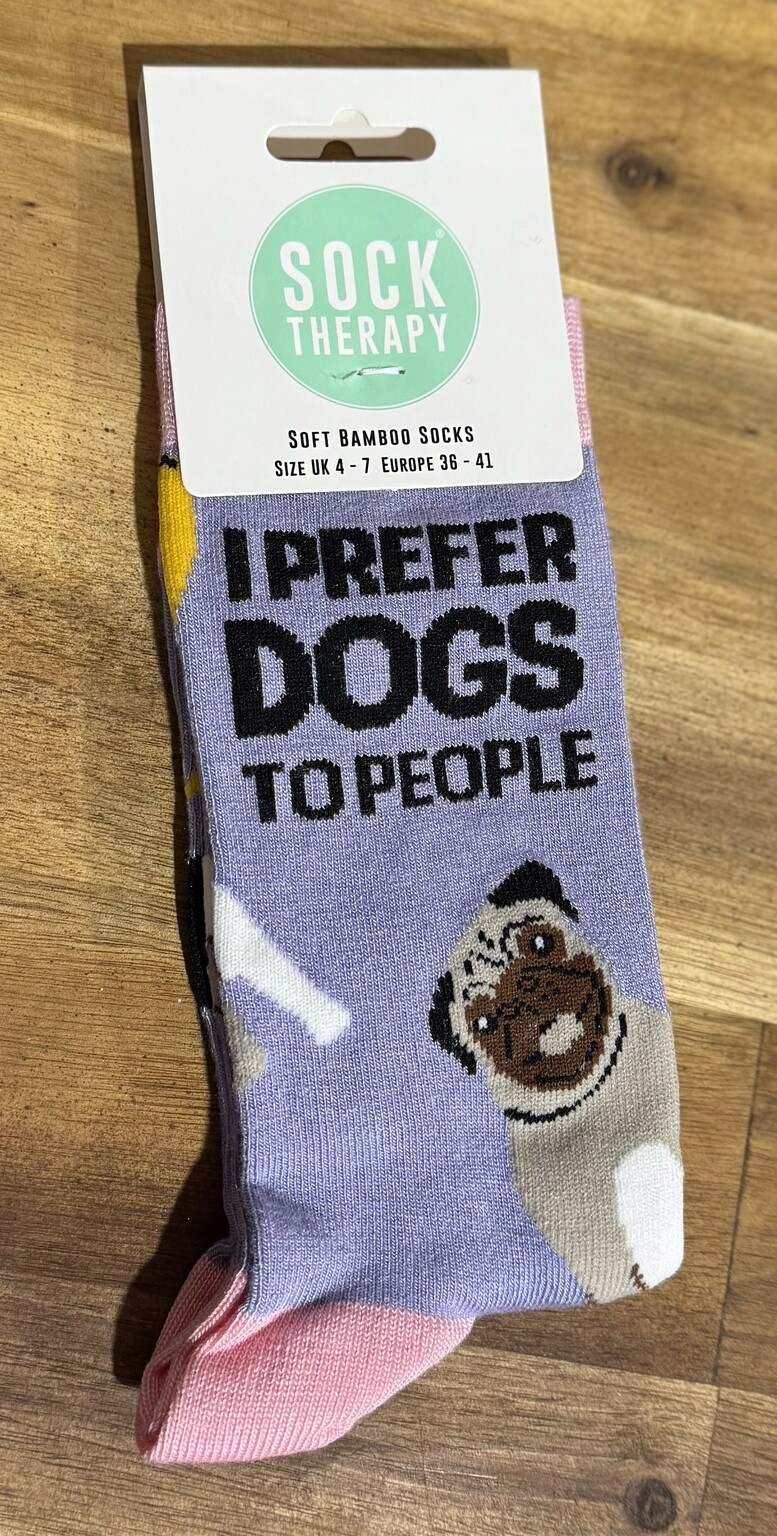 SOCK®
THERAPY
SOFT BAMBOO SOCKS
SIZE UK 4 - 7 EUROPE 36 - 41
I PREFER
DOGS
TO PEOPLE